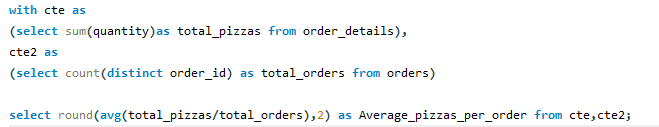 with cte as
(select sum(quantity)as total_pizzas from order_details),
cte2 as
(select count(distinct order_id) as total_orders from orders)
select round(avg(total_pizzas/total_orders),2) as Average_pizzas_per_order from cte,cte2;